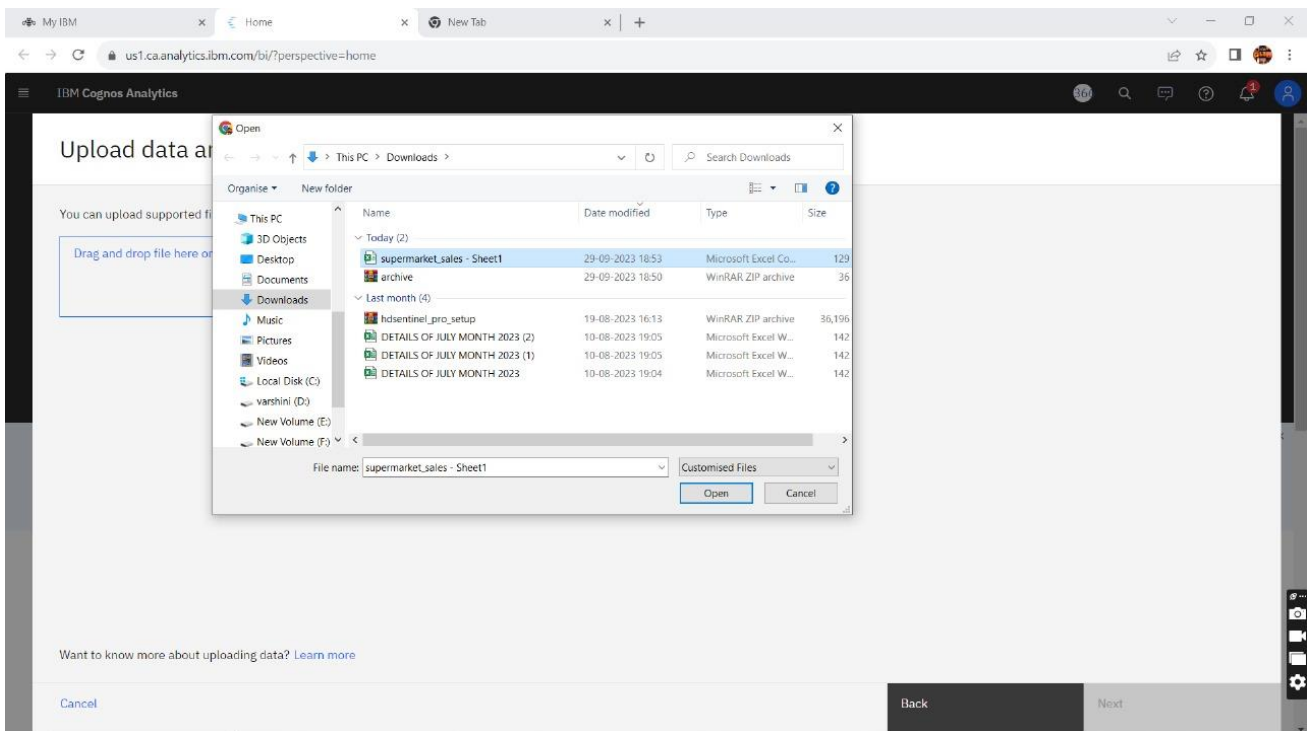 My IBM
Home
New Tab
us1.ca.analytics.ibm.com/bi/?perspective=home
IBM Cognos Analytics
1
Upload data a
Open
This PC > Downloads >
Search Downloads
Organise
New folder
You can upload supported fi
Drag and drop file here or
This PC
3D Objects
Desktop
Documents
Downloads
Music
Pictures
Videos
Local Disk (C:)
varshini (D:)
New Volume (E:)
New Volume (F:)
Name Date modified Type Size
Today (2)
supermarket_sales - Sheet1 29-09-2023 18:53 Microsoft Excel Co... 129
archive 29-09-2023 18:50 WinRAR ZIP archive 36
Last month (4)
hdsentinel_pro_setup 19-08-2023 16:13 WinRAR ZIP archive 36,196
DETAILS OF JULY MONTH 2023 (2) 10-08-2023 19:05 Microsoft Excel W... 142
DETAILS OF JULY MONTH 2023 (1) 10-08-2023 19:05 Microsoft Excel W... 142
DETAILS OF JULY MONTH 2023 10-08-2023 19:04 Microsoft Excel W... 142
File name: supermarket_sales - Sheet1
Customised Files
Open
Cancel
Want to know more about uploading data? Learn more
Cancel
Back
Next